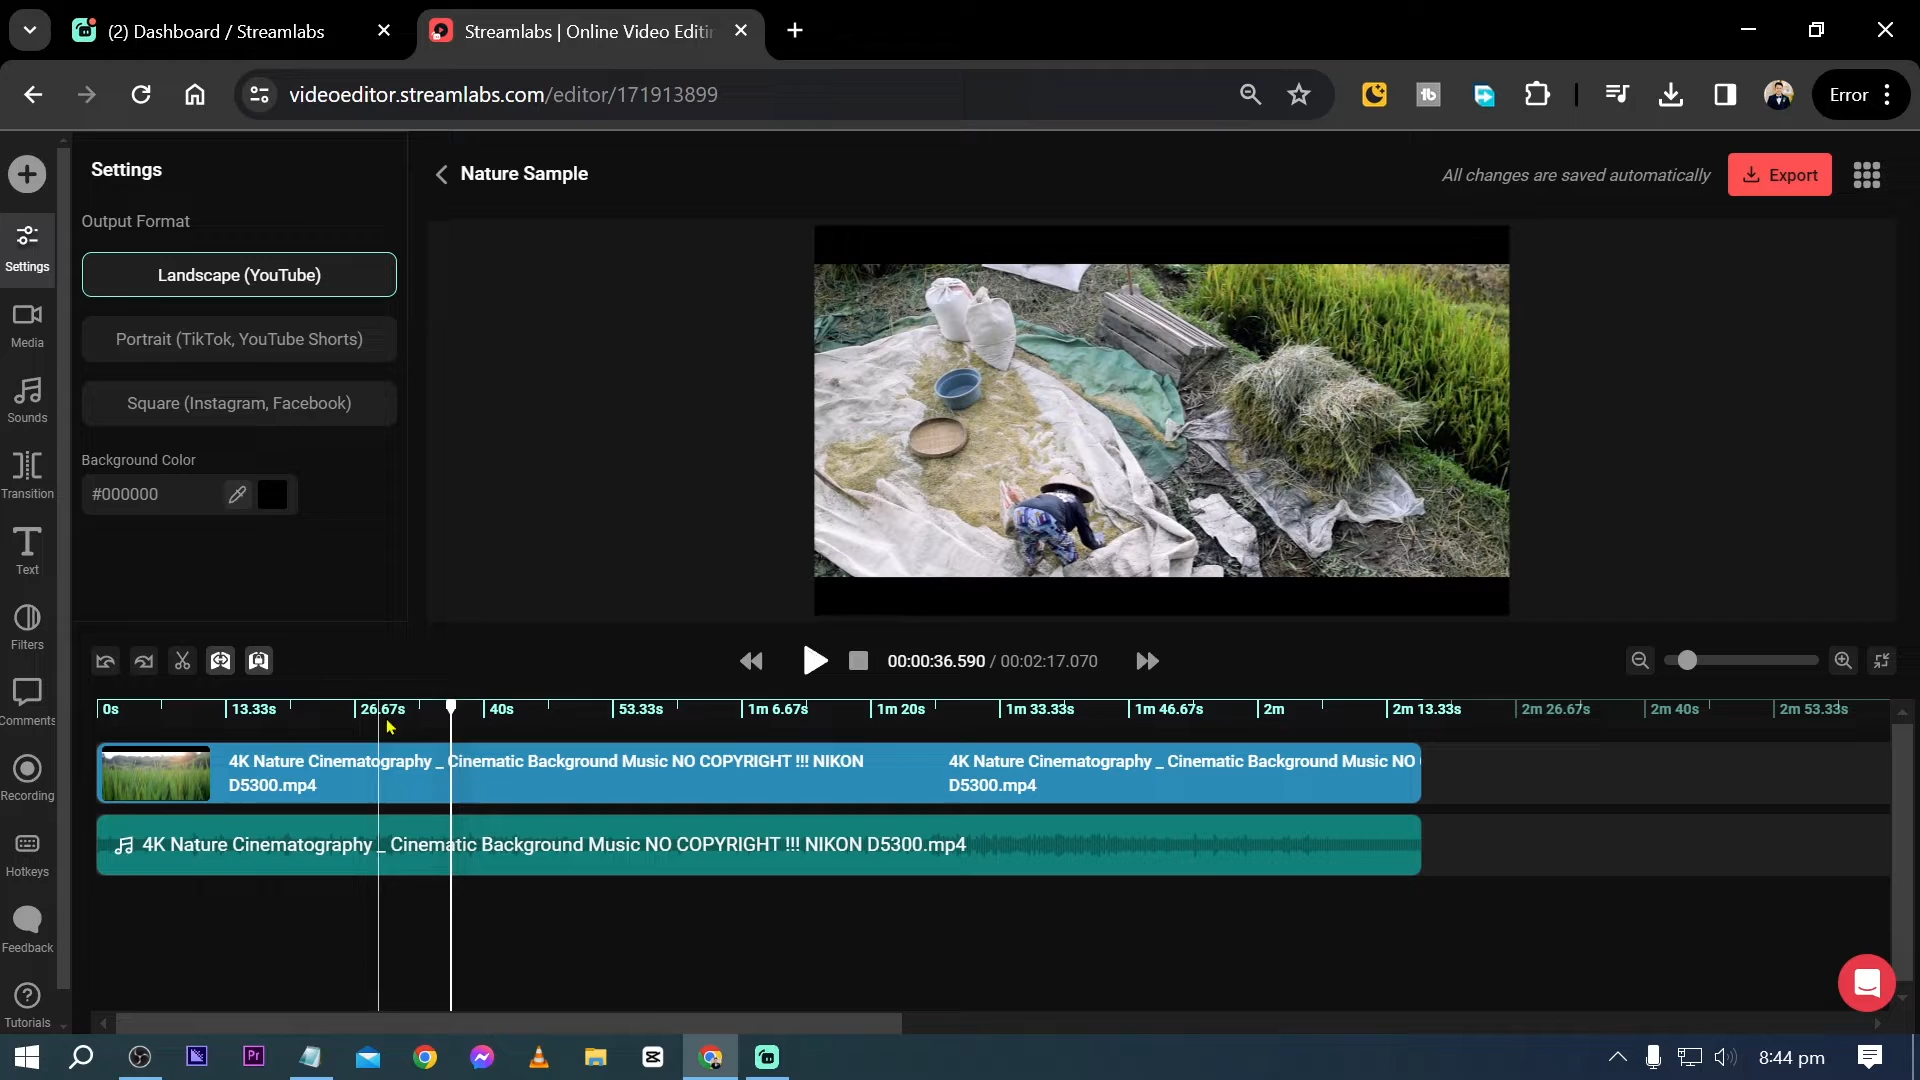 (2) Dashboard / Streamlabs
Streamlabs | Online Video Editi
videoeditor.streamlabs.com/editor/171913899
Error
Settings
Nature Sample
All changes are saved automatically
Export
Output Format
Landscape (YouTube)
Portrait (TikTok, YouTube Shorts)
Square (Instagram, Facebook)
Background Color
#000000
Settings
Media
Sounds
Transition
Text
Filters
Comments
Recording
Hotkeys
Feedback
Tutorials
00:00:36.590 / 00:02:17.070
0s 13.33s 26.67s 40s 53.33s 1m 6.67s 1m 20s 1m 33.33s 1m 46.67s 2m 2m 13.33s 2m 26.67s 2m 40s 2m 53.33s
4K Nature Cinematography _ Cinematic Background Music NO COPYRIGHT !!! NIKON
D5300.mp4
4K Nature Cinematography _ Cinematic Background Music NO
D5300.mp4
4K Nature Cinematography _ Cinematic Background Music NO COPYRIGHT !!! NIKON D5300.mp4
Pr
8:44 pm